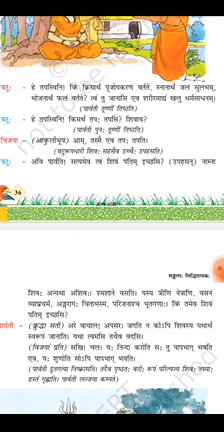 वटुः - हे तपस्विनि! किं क्रियार्थं पूजोपकरणं वर्तते, स्नानार्थं जलं सुलभम्,
भोजनार्थं फलं वर्तते? त्वं तु जानासि एव शरीरमाद्यं खलु धर्मसाधनम्।
(पार्वती तूष्णीं तिष्ठति)
वटुः - हे तपस्विनि! किमर्थं तपः तपसि? शिवाय?
(पार्वती पुनः तूष्णीं तिष्ठति)
विजया - (आकुलीभूय) आम्, तस्मै एव तपः तपति।
(वटुरूपधारी शिवः सहसैव उच्चैः उपहसति)
वटुः - अयि पार्वति! सत्यमेव त्वं शिवं पतिम् इच्छसि? (उपहसन्) नाम्ना
36
सङ्कल्पः सिद्धिदायकः
शिवः अन्यथा अशिवः। श्मशाने वसति। यस्य त्रीणि नेत्राणि, वसनं
व्याघ्रचर्म, अङ्गरागः चिताभस्म, परिजनाश्च भूतगणाः। किं तमेव शिवं
पतिम् इच्छसि?
पार्वती - (क्रुद्धा सती) अरे वाचाल! अपसर। जगति न कोऽपि शिवस्य यथार्थं
स्वरूपं जानाति। यथा त्वमसि तथैव वदसि।
(विजयां प्रति) सखि! चल। यः निन्दां करोति सः तु पापभाग् भवति
एव, यः शृणोति सोऽपि पापभाग् भवति।
(पार्वती द्रुतगत्या निष्क्रामति। तदैव पृष्ठतः वटोः रूपं परित्यज्य शिवः तस्याः
हस्तं गृह्णाति। पार्वती लज्जया कम्पते)